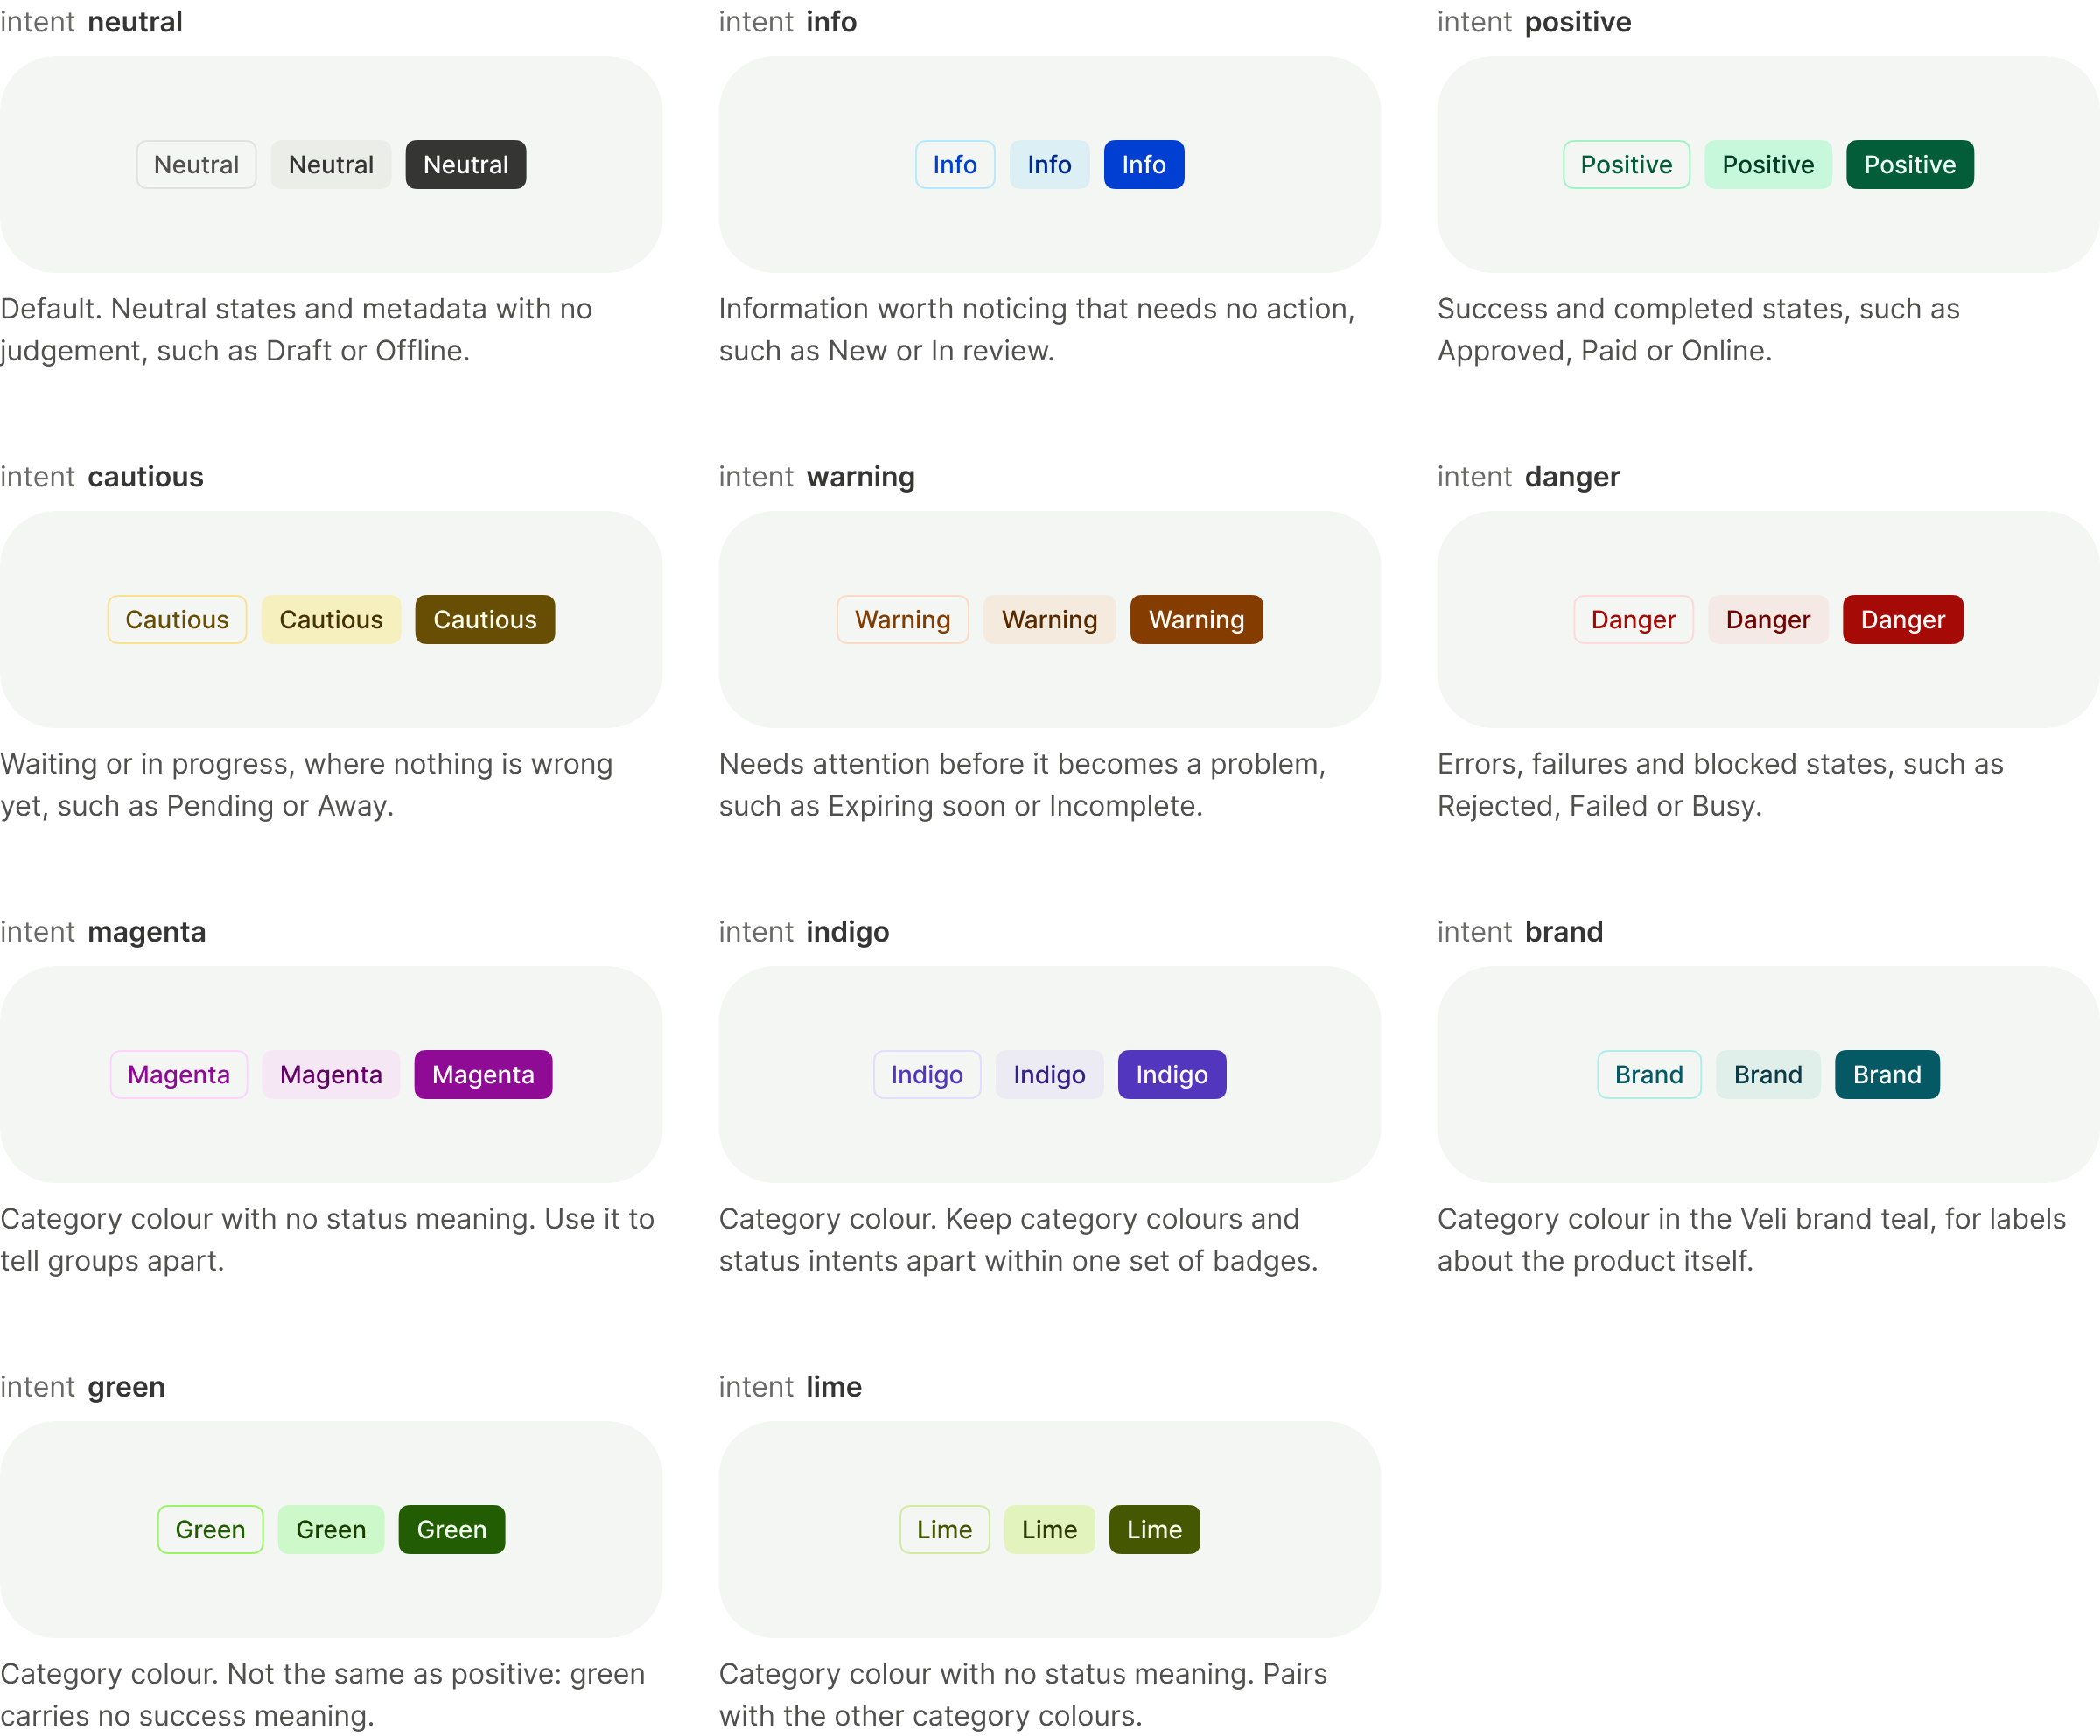 intent neutral
Neutral Neutral Neutral
Default. Neutral states and metadata with no
judgement, such as Draft or Offline.
intent info
Info Info Info
Information worth noticing that needs no action,
such as New or In review.
intent positive
Positive Positive Positive
Success and completed states, such as
Approved, Paid or Online.
intent cautious
Cautious Cautious Cautious
Waiting or in progress, where nothing is wrong
yet, such as Pending or Away.
intent warning
Warning Warning Warning
Needs attention before it becomes a problem,
such as Expiring soon or Incomplete.
intent danger
Danger Danger Danger
Errors, failures and blocked states, such as
Rejected, Failed or Busy.
intent magenta
Magenta Magenta Magenta
Category colour with no status meaning. Use it to
tell groups apart.
intent indigo
Indigo Indigo Indigo
Category colour. Keep category colours and
status intents apart within one set of badges.
intent brand
Brand Brand Brand
Category colour in the Veli brand teal, for labels
about the product itself.
intent green
Green Green Green
Category colour. Not the same as positive: green
carries no success meaning.
intent lime
Lime Lime Lime
Category colour with no status meaning. Pairs
with the other category colours.